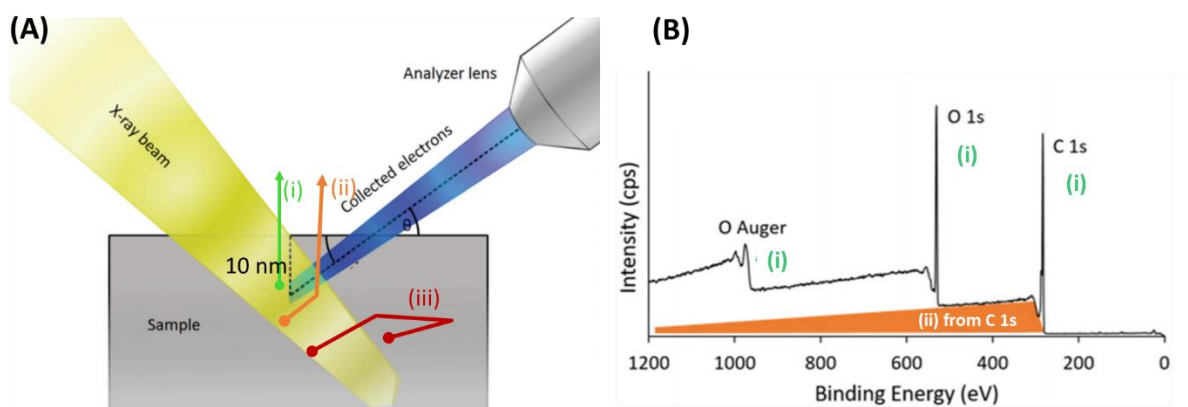 (A)
Analyzer lens
X-ray beam
Collected electrons
(i)
(ii)
θ
10 nm
(iii)
Sample
(B)
Intensity (cps)
O 1s
(i)
C 1s
(i)
O Auger
(i)
(ii) from C 1s
1200 1000 800 600 400 200 0
Binding Energy (eV)